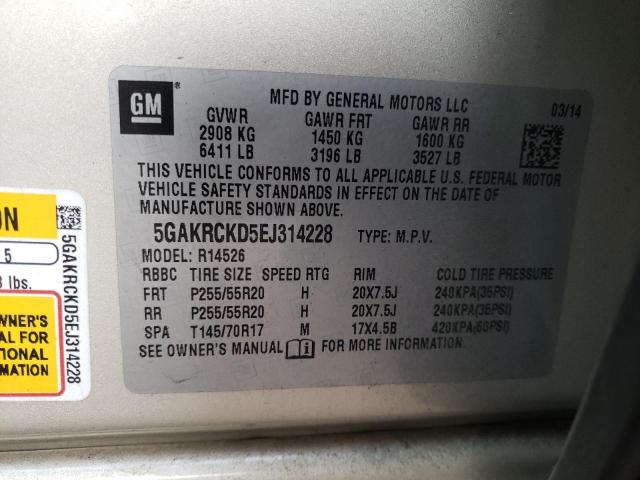 GM
®
MFD BY GENERAL MOTORS LLC
03/14
GVWR GAWR FRT GAWR RR
2908 KG 1450 KG 1600 KG
6411 LB 3196 LB 3527 LB
THIS VEHICLE CONFORMS TO ALL APPLICABLE U.S. FEDERAL MOTOR
VEHICLE SAFETY STANDARDS IN EFFECT ON THE DATE OF
MANUFACTURE SHOWN ABOVE.
5GAKRCKD5EJ314228 TYPE: M.P.V.
MODEL: R14526
RBBC TIRE SIZE SPEED RTG RIM COLD TIRE PRESSURE
FRT P255/55R20 H 20X7.5J 240KPA(35PSI)
RR P255/55R20 H 20X7.5J 240KPA(35PSI)
SPA T145/70R17 M 17X4.5B 420KPA(60PSI)
SEE OWNER'S MANUAL FOR MORE INFORMATION.
ON
5
lbs.
WNER'S
AL FOR
TIONAL
MATION
5GAKRCKD5EJ314228